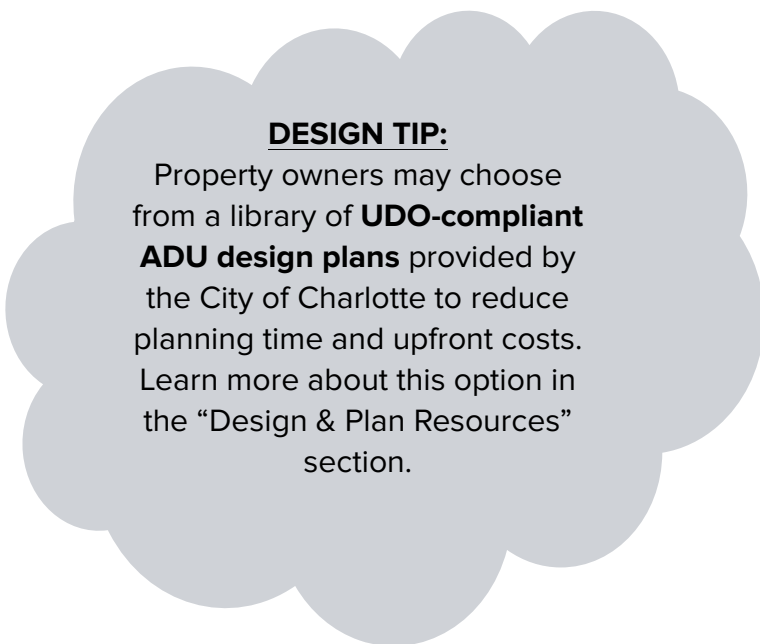 DESIGN TIP:
Property owners may choose
from a library of UDO-compliant
ADU design plans provided by
the City of Charlotte to reduce
planning time and upfront costs.
Learn more about this option in
the “Design & Plan Resources”
section.